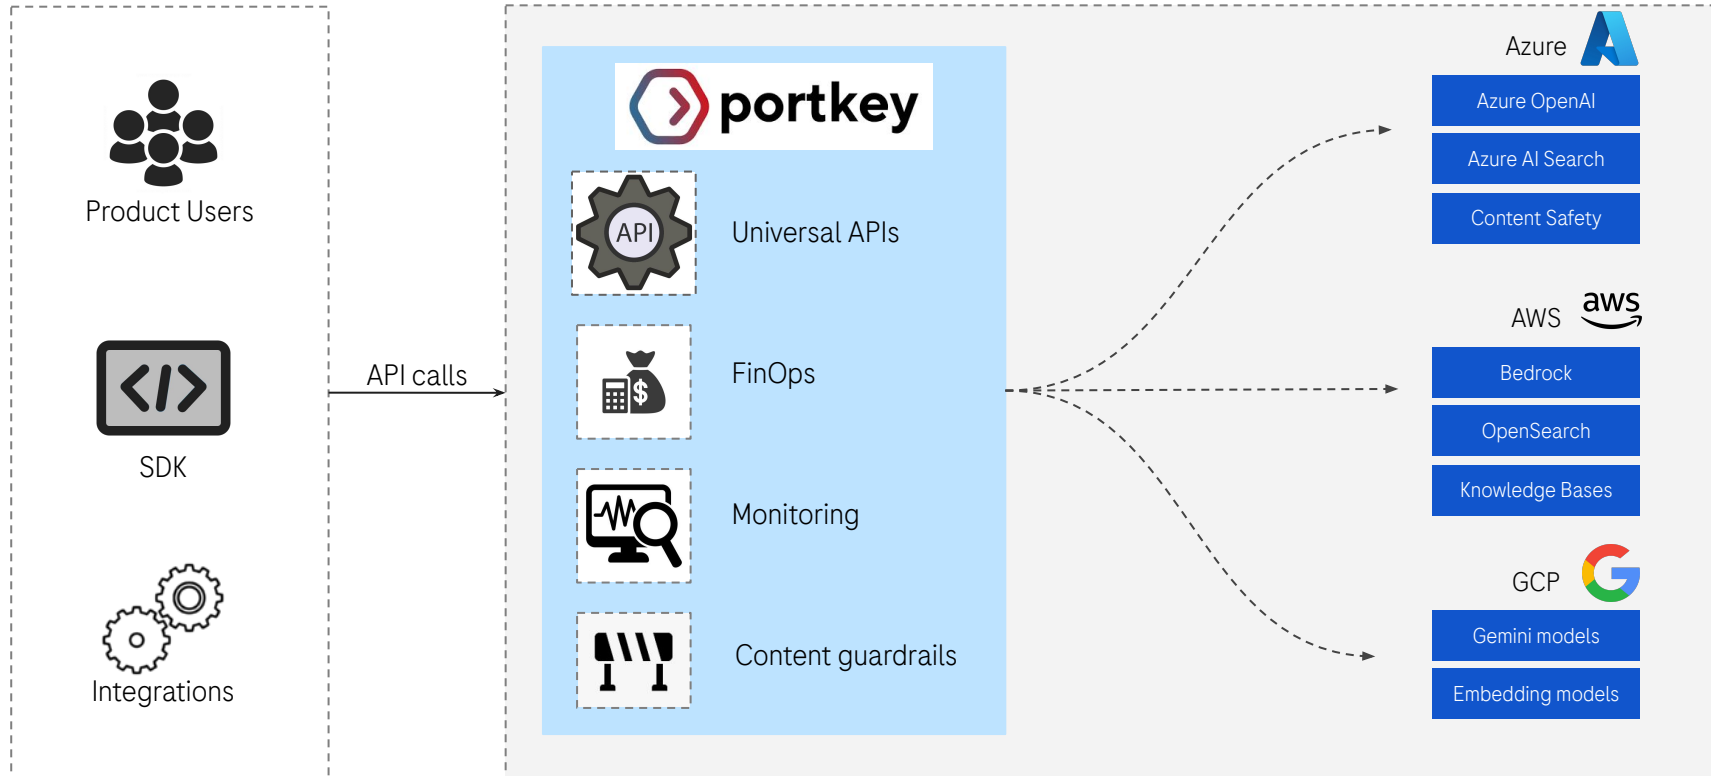 Product Users
</>
SDK
Integrations
API calls
portkey
API
Universal APIs
$
FinOps
Monitoring
Content guardrails
Azure
Azure OpenAI
Azure AI Search
Content Safety
AWS
aws
Bedrock
OpenSearch
Knowledge Bases
GCP
G
Gemini models
Embedding models